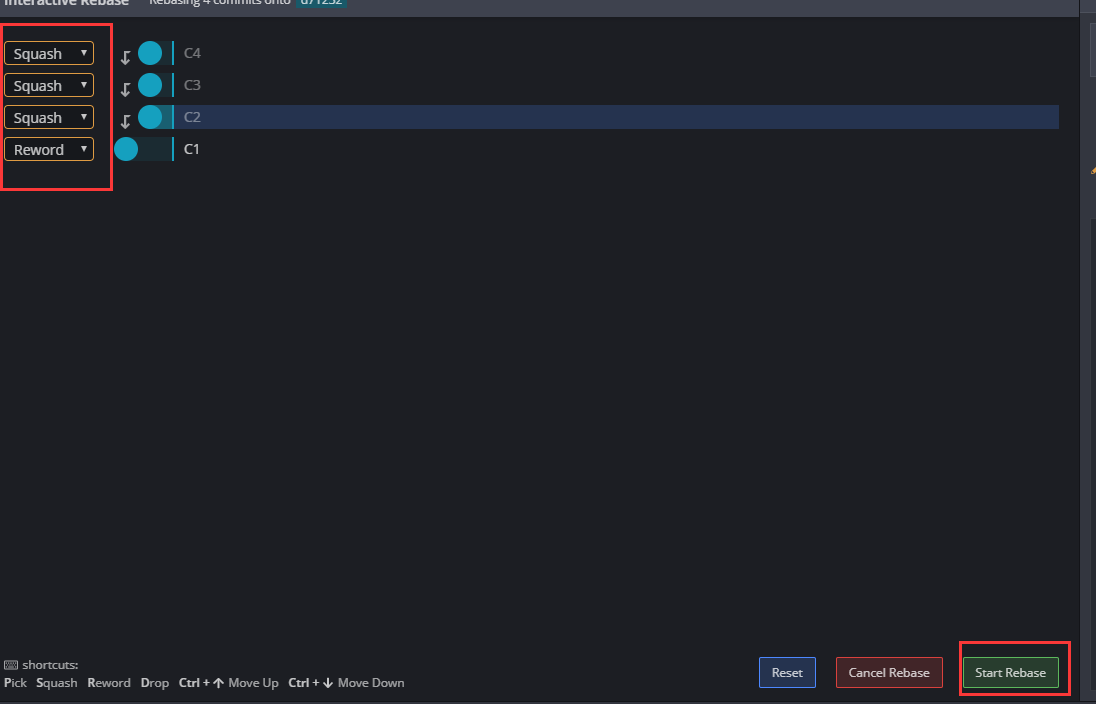 Interactive Rebase Rebasing 4 commits onto d71252
Squash C4
Squash C3
Squash C2
Reword C1
shortcuts:
Pick Squash Reword Drop Ctrl + ↑ Move Up Ctrl + ↓ Move Down
Reset Cancel Rebase Start Rebase